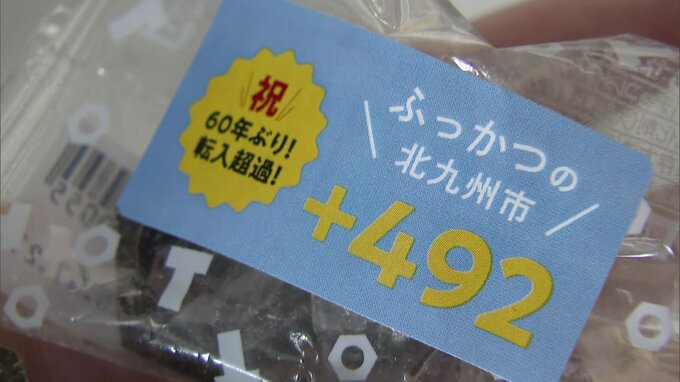 祝
60年ぶり!
転入超過!
ふっかつの
北九州市
+492